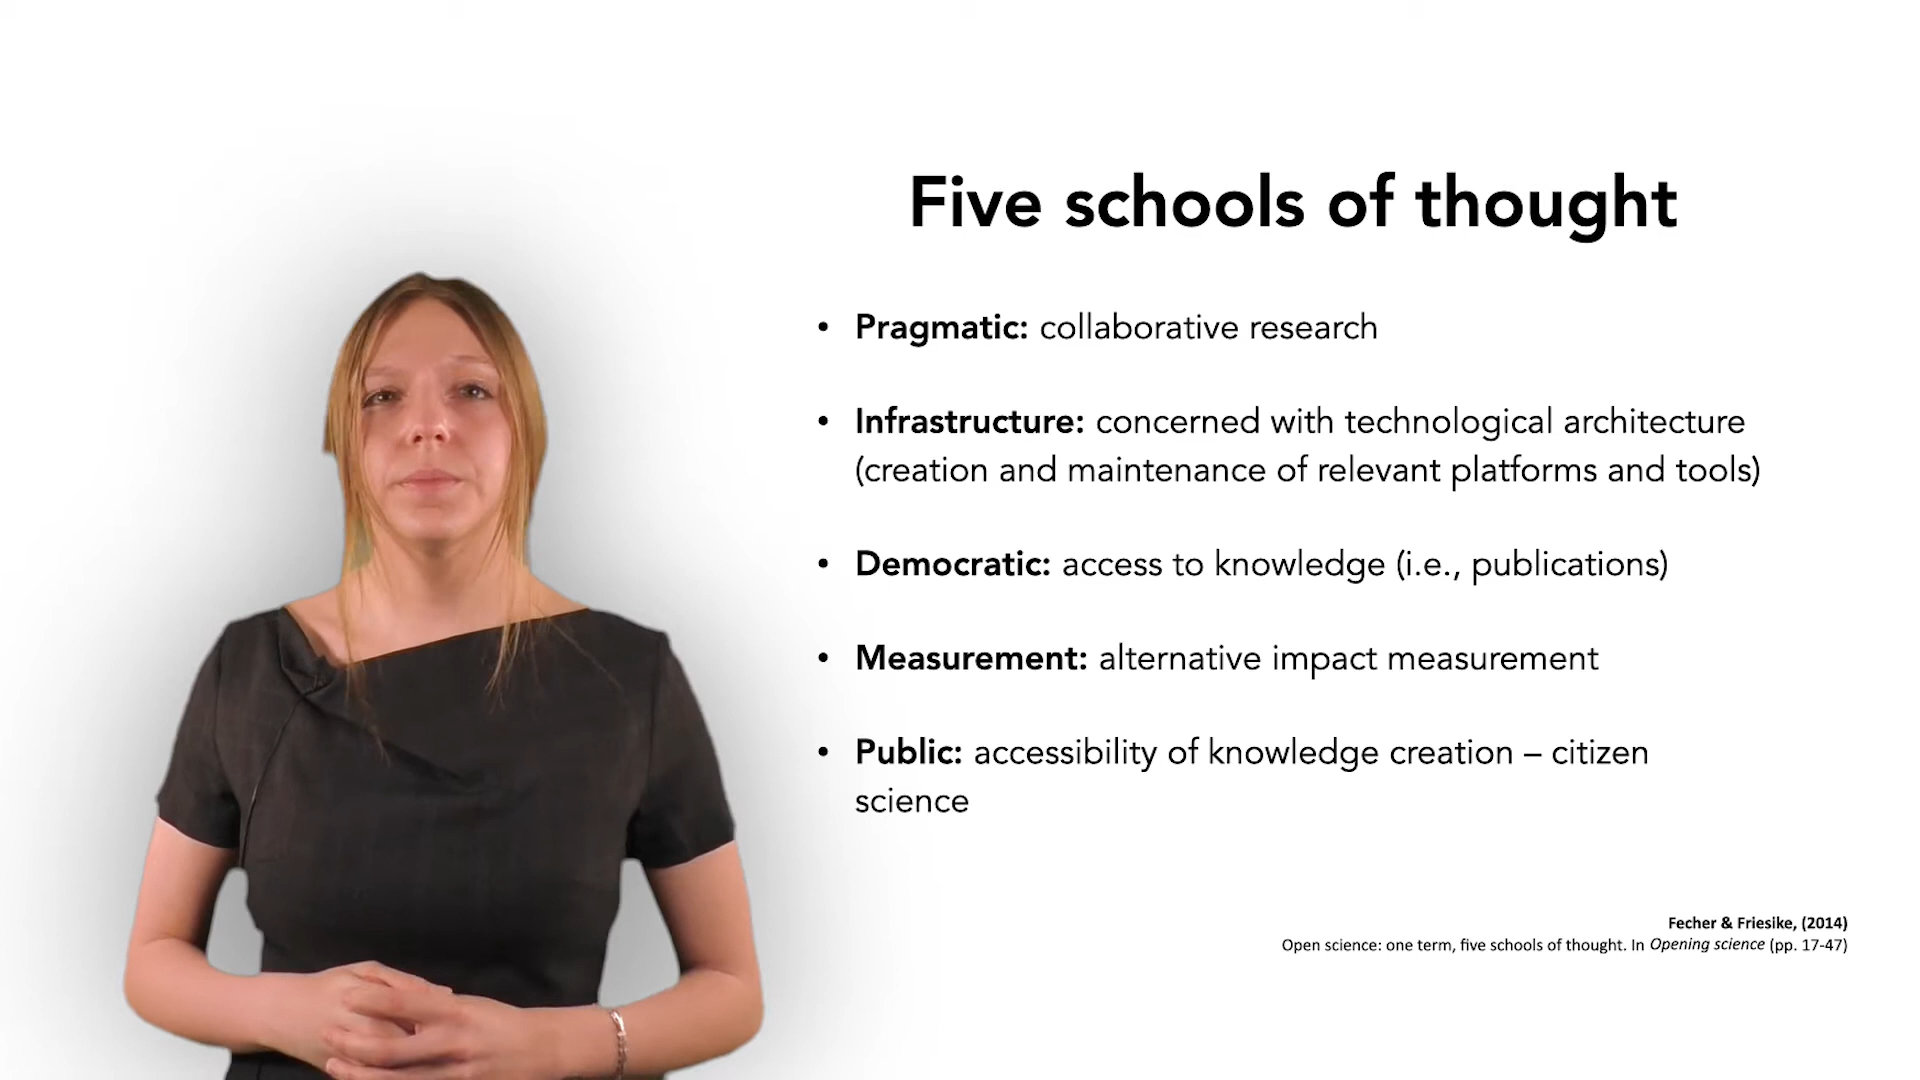 Five schools of thought
• Pragmatic: collaborative research
• Infrastructure: concerned with technological architecture
(creation and maintenance of relevant platforms and tools)
• Democratic: access to knowledge (i.e., publications)
• Measurement: alternative impact measurement
• Public: accessibility of knowledge creation – citizen
science
Fecher & Friesike, (2014)
Open science: one term, five schools of thought. In Opening science (pp. 17-47)